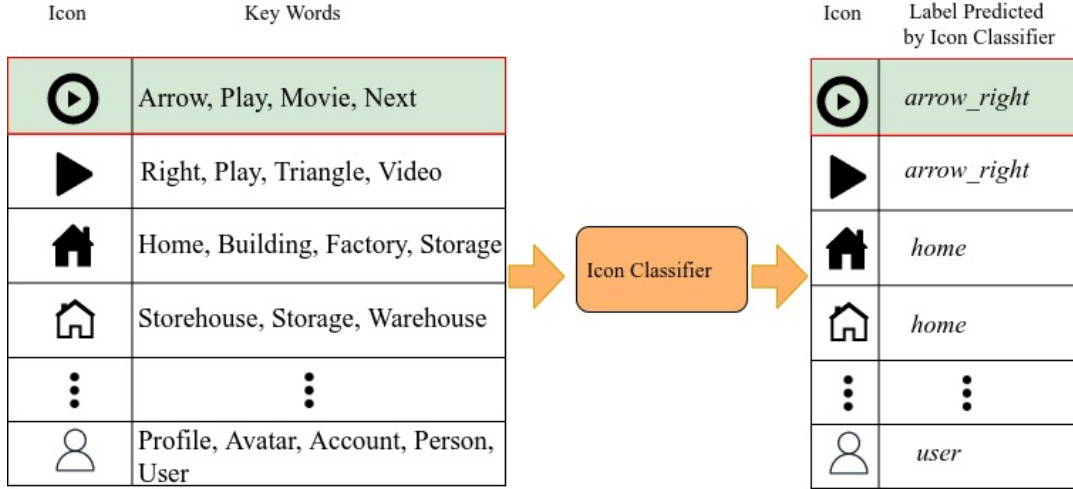 Icon
Key Words
Arrow, Play, Movie, Next
Right, Play, Triangle, Video
Home, Building, Factory, Storage
Storehouse, Storage, Warehouse
Profile, Avatar, Account, Person,
User
Icon Classifier
Icon
Label Predicted
by Icon Classifier
arrow_right
arrow_right
home
home
user